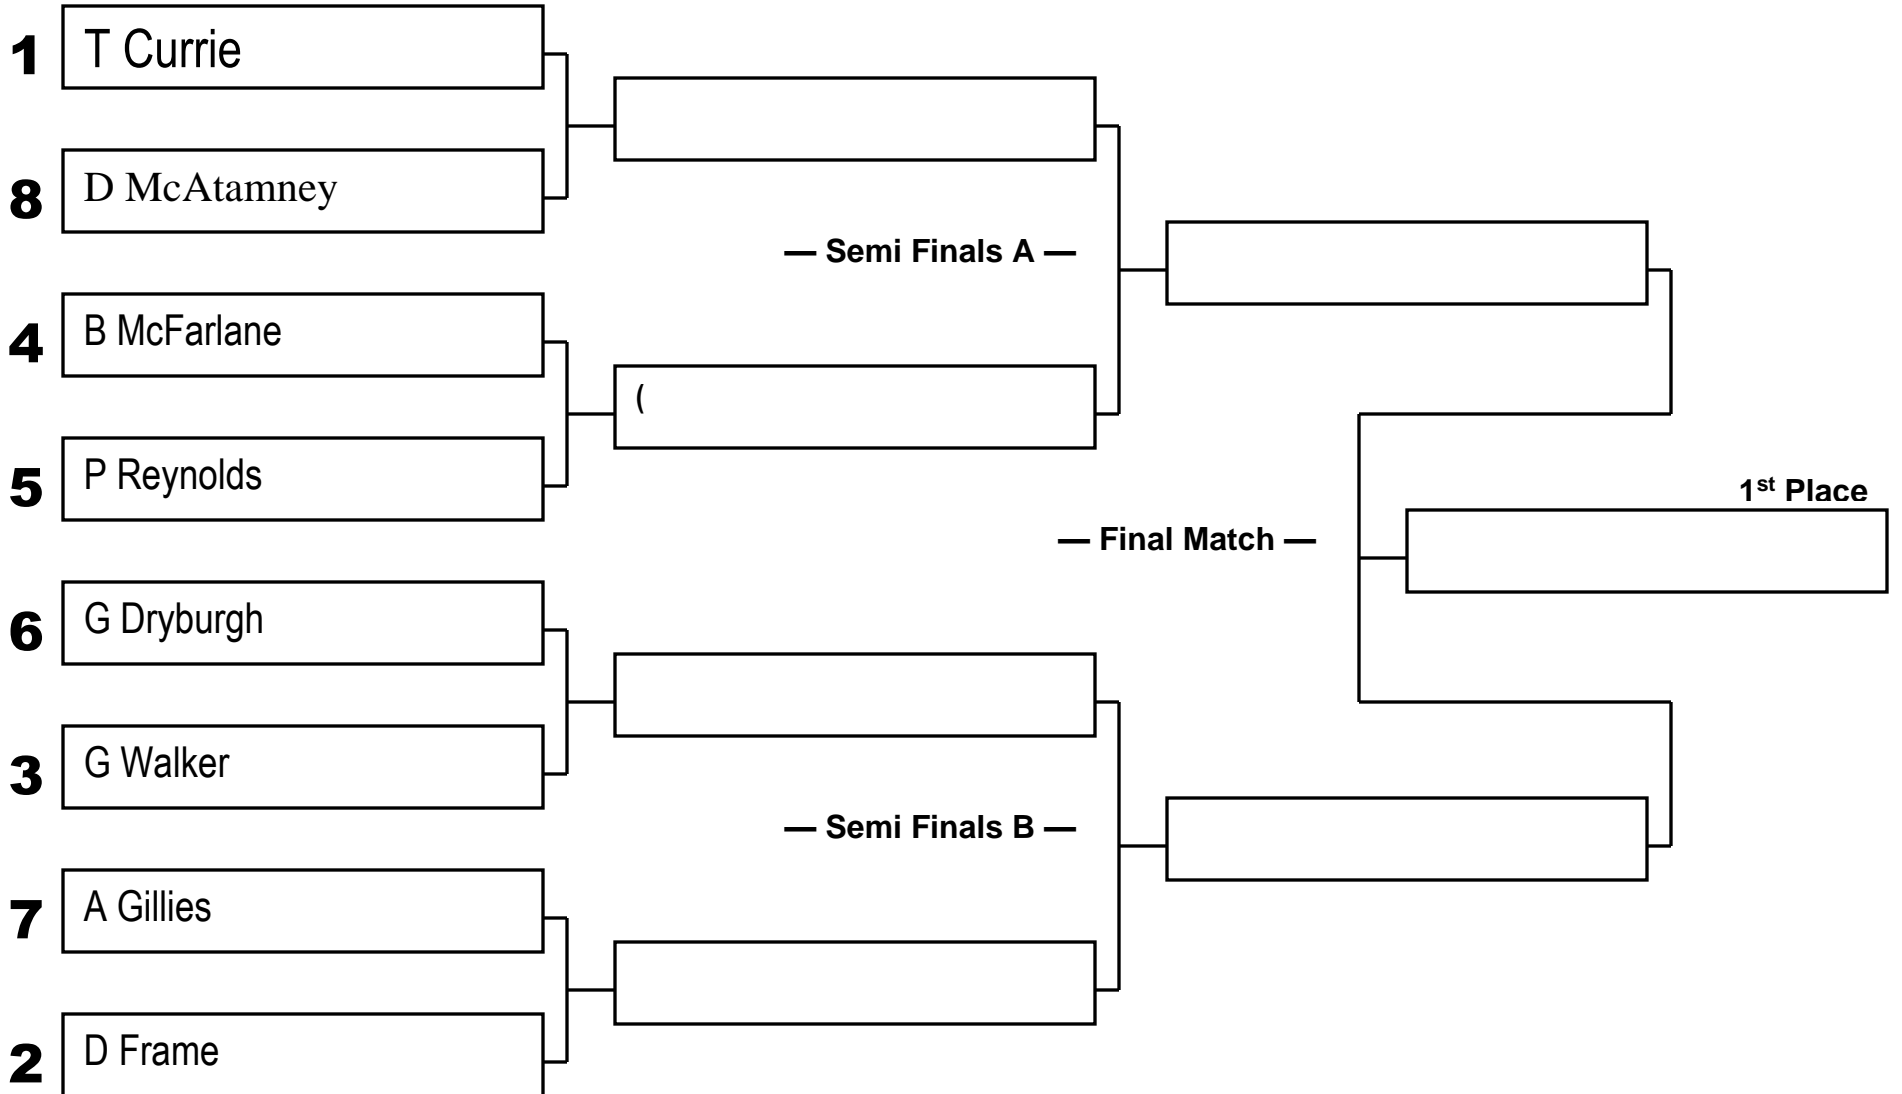 1 T Currie
8 D McAtamney
— Semi Finals A —
4 B McFarlane
(
5 P Reynolds
1st Place
— Final Match —
6 G Dryburgh
3 G Walker
— Semi Finals B —
7 A Gillies
2 D Frame